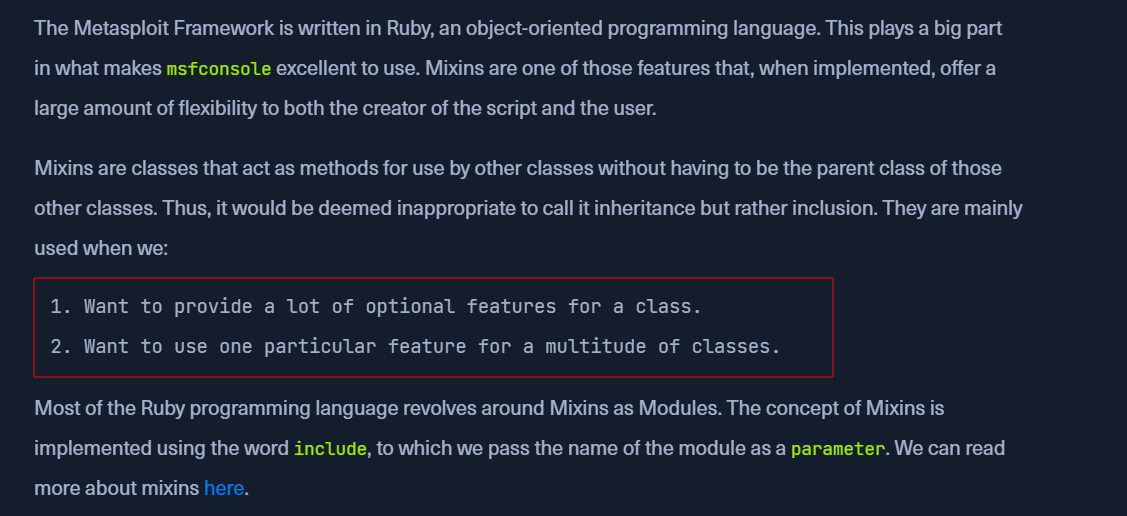 The Metasploit Framework is written in Ruby, an object-oriented programming language. This plays a big part
in what makes msfconsole excellent to use. Mixins are one of those features that, when implemented, offer a
large amount of flexibility to both the creator of the script and the user.
Mixins are classes that act as methods for use by other classes without having to be the parent class of those
other classes. Thus, it would be deemed inappropriate to call it inheritance but rather inclusion. They are mainly
used when we:
1. Want to provide a lot of optional features for a class.
2. Want to use one particular feature for a multitude of classes.
Most of the Ruby programming language revolves around Mixins as Modules. The concept of Mixins is
implemented using the word include, to which we pass the name of the module as a parameter. We can read
more about mixins here.